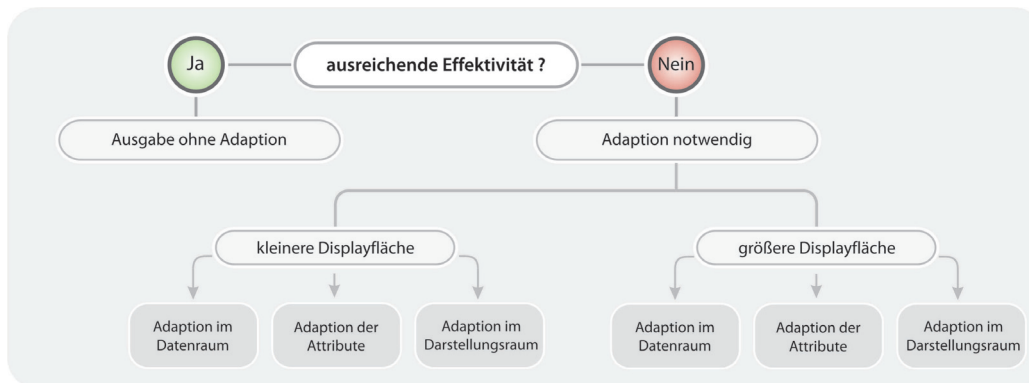 Ja
ausreichende Effektivität ?
Nein
Ausgabe ohne Adaption
Adaption notwendig
kleinere Displayfläche
größere Displayfläche
Adaption im
Datenraum
Adaption der
Attribute
Adaption im
Darstellungsraum
Adaption im
Datenraum
Adaption der
Attribute
Adaption im
Darstellungsraum